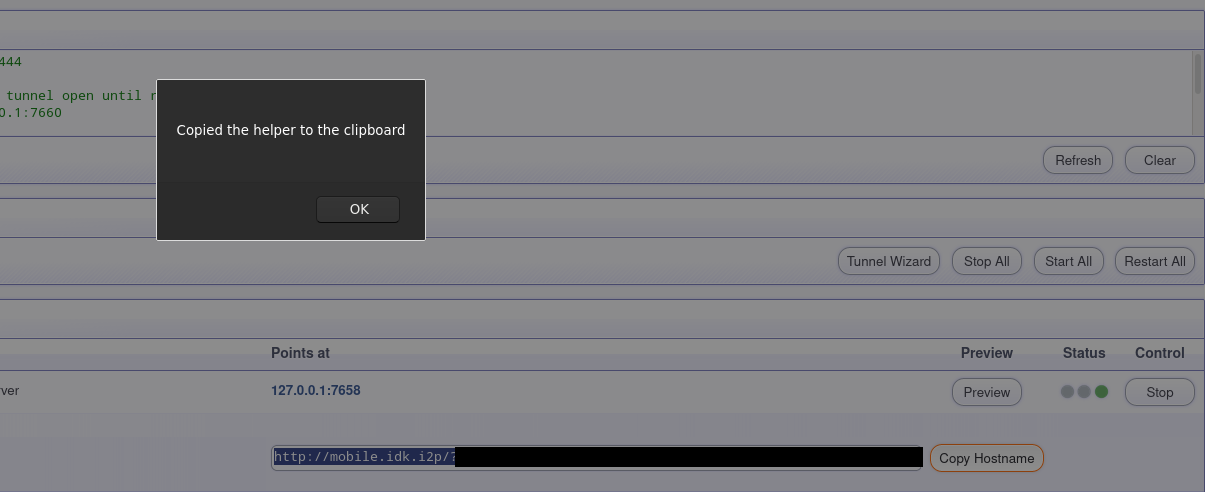 444
tunnel open until r
0.1:7660
Copied the helper to the clipboard
OK
Refresh Clear
Tunnel Wizard Stop All Start All Restart All
Points at Preview Status Control
ver 127.0.0.1:7658 Preview Stop
http://mobile.idk.i2p/? Copy Hostname